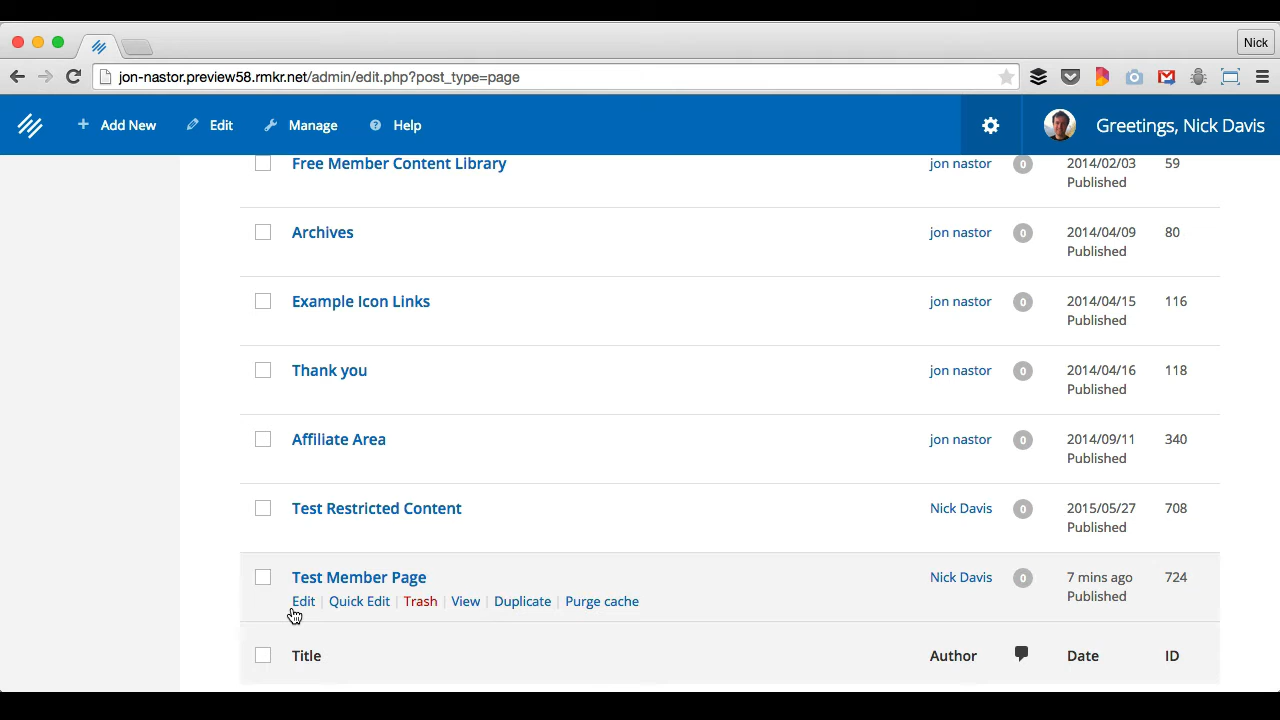 Nick
jon-nastor.preview58.rmkr.net/admin/edit.php?post_type=page
+ Add New Edit Manage ? Help Greetings, Nick Davis
Free Member Content Library jon nastor 0 2014/02/03 59
Published
Archives jon nastor 0 2014/04/09 80
Published
Example Icon Links jon nastor 0 2014/04/15 116
Published
Thank you jon nastor 0 2014/04/16 118
Published
Affiliate Area jon nastor 0 2014/09/11 340
Published
Test Restricted Content Nick Davis 0 2015/05/27 708
Published
Test Member Page Nick Davis 0 7 mins ago 724
Published
Edit | Quick Edit | Trash | View | Duplicate | Purge cache
Title Author Date ID